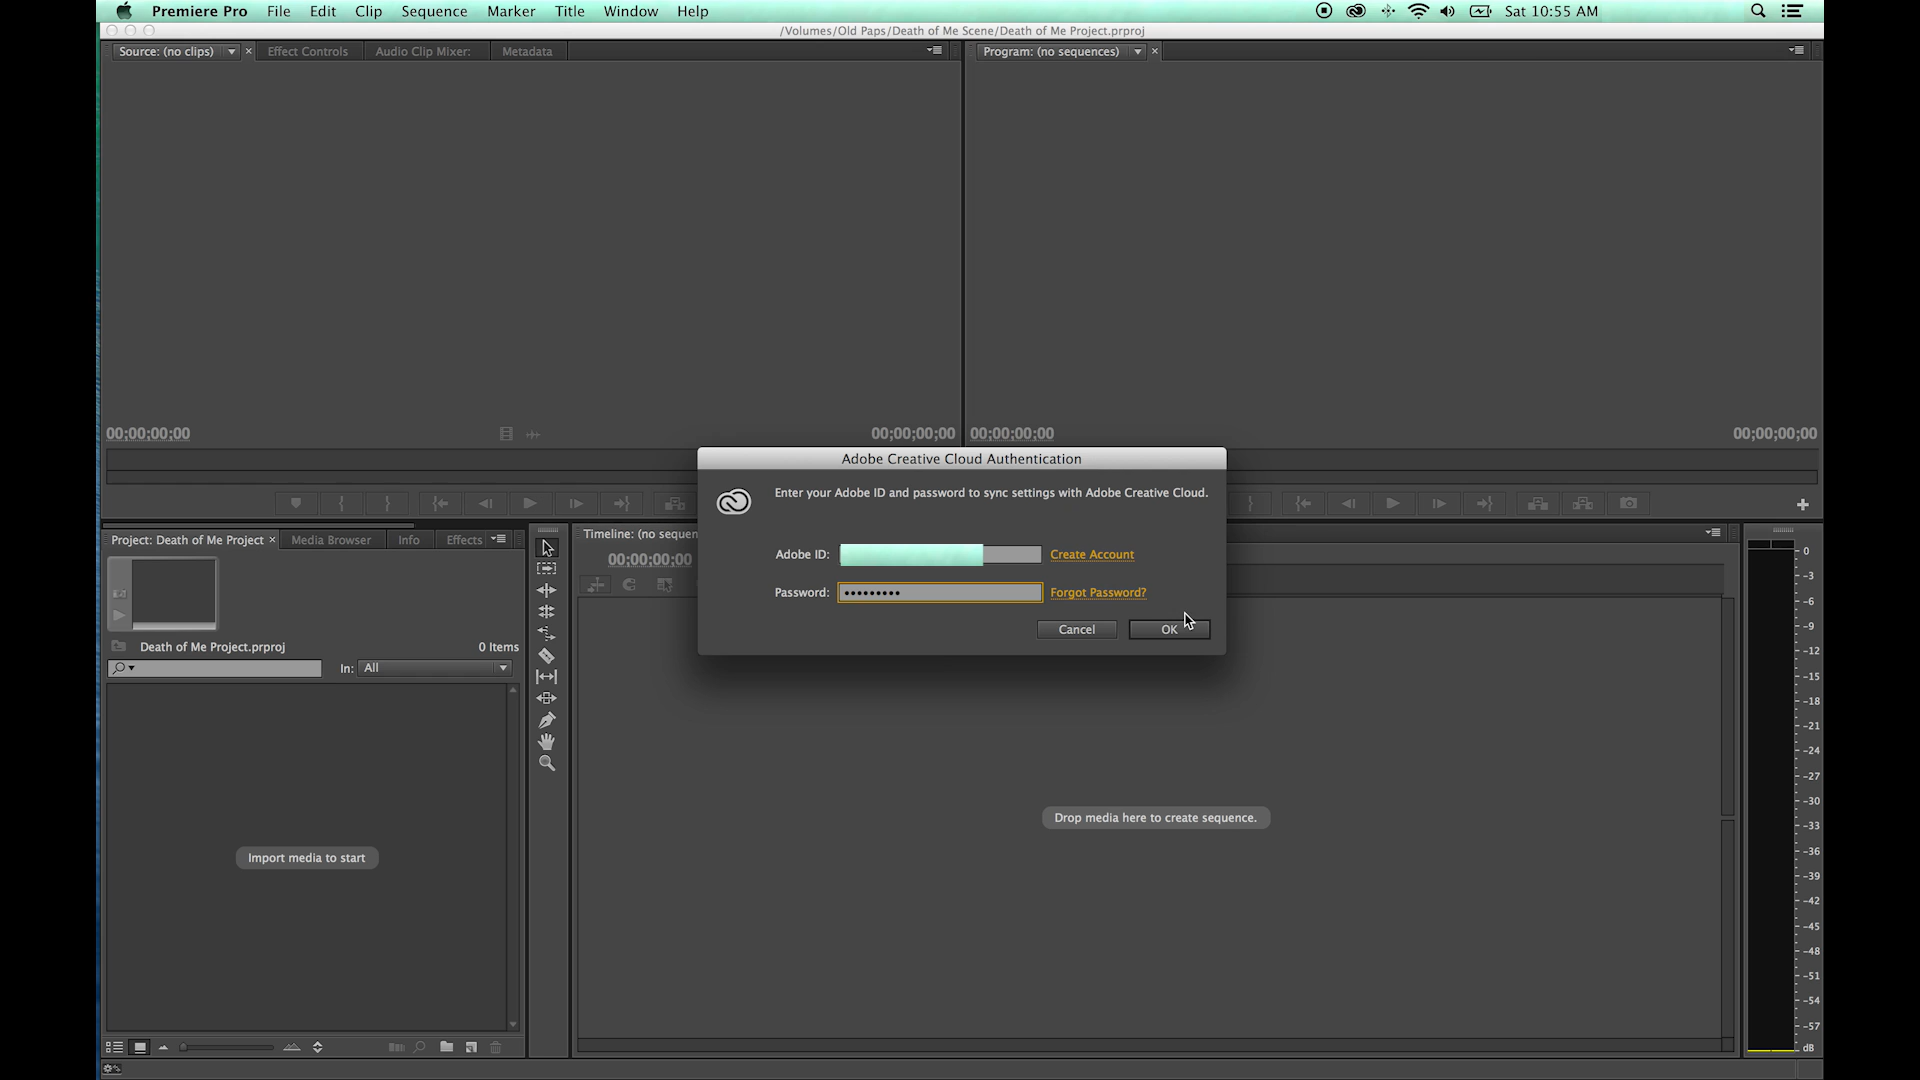 Premiere Pro File Edit Clip Sequence Marker Title Window Help Sat 10:55 AM
/Volumes/Old Paps/Death of Me Scene/Death of Me Project.prproj
Source: (no clips) Effect Controls Audio Clip Mixer: Metadata Program: (no sequences)
00;00;00;00 00;00;00;00 00;00;00;00 00;00;00;00
Adobe Creative Cloud Authentication
Enter your Adobe ID and password to sync settings with Adobe Creative Cloud.
Adobe ID: Create Account
Password: ••••••••• Forgot Password?
Cancel OK
Project: Death of Me Project Media Browser Info Effects
Timeline: (no sequen
00;00;00;00
Death of Me Project.prproj 0 Items
In: All
Import media to start
Drop media here to create sequence.
0
-3
-6
-9
-12
-15
-18
-21
-24
-27
-30
-33
-36
-39
-42
-45
-48
-51
-54
-57
dB